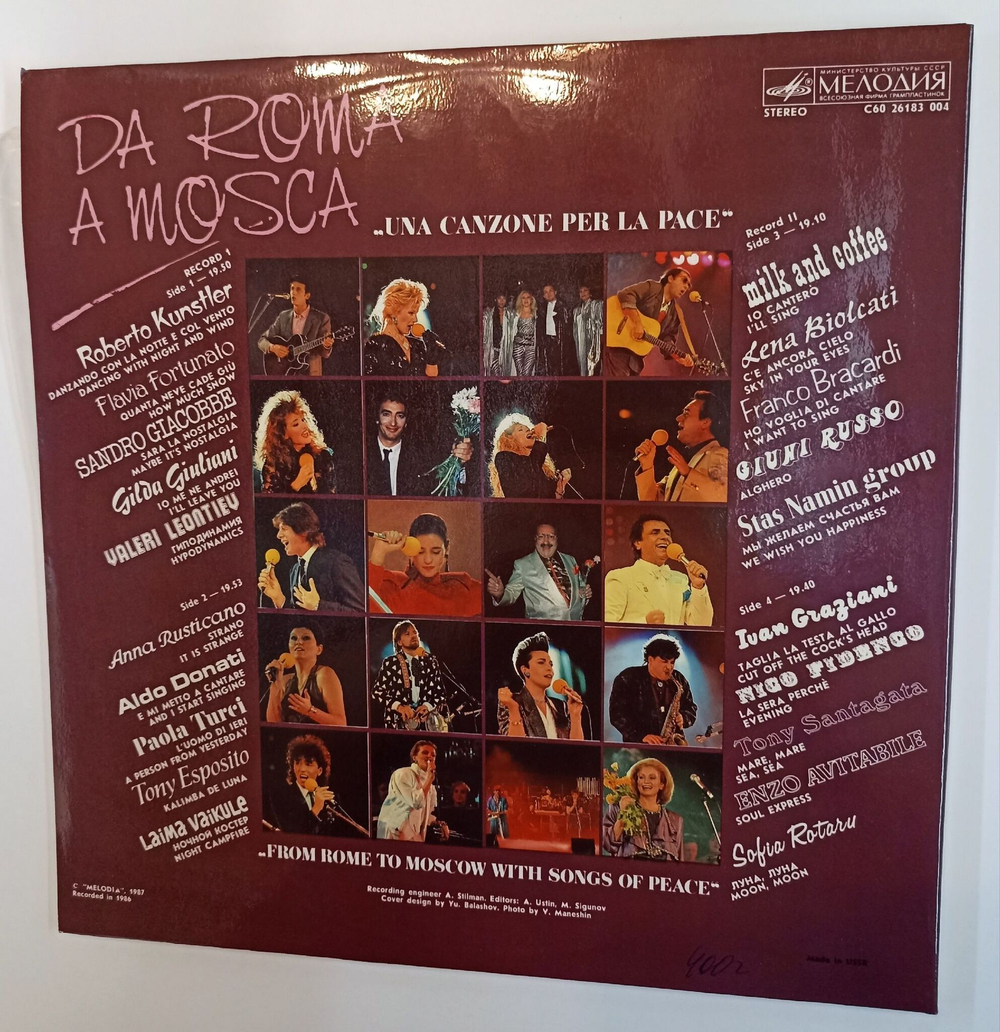 DA ROMA
A MOSCA
МИНИСТЕРСТВО КУЛЬТУРЫ СССР
МЕЛОДИЯ
ВСЕСОЮЗНАЯ ФИРМА ГРАМПЛАСТИНОК
STEREO C60 26183 004
„UNA CANZONE PER LA PACE“
RECORD 1
Side 1 — 19.50
Roberto Kunstler
DANZANDO CON LA NOTTE E COL VENTO
DANCING WITH NIGHT AND WIND
Flavia Fortunato
QUANTA NEVE CADE GIÙ
HOW MUCH SNOW
SANDRO GIACOBBE
SARA LA NOSTALGIA
MAYBE IT'S NOSTALGIA
Gilda Giuliani
IO ME NE ANDREI
I'LL LEAVE YOU
VALERI LEONTIEV
ГИПОДИНАМИЯ
HYPODYNAMICS
Side 2 — 19.53
Anna Rusticano
STRANO
IT IS STRANGE
Aldo Donati
E MI METTO A CANTARE
AND I START SINGING
Paola Turci
L'UOMO DI IERI
A PERSON FROM YESTERDAY
Tony Esposito
KALIMBA DE LUNA
Laima Vaikule
НОЧНОЙ КОСТЕР
NIGHT CAMPFIRE
Record II
Side 3 — 19.10
milk and coffee
IO CANTERÒ
I'LL SING
Lena Biolcati
C'E ANCORA CIELO
SKY IN YOUR EYES
Franco Bracardi
HO VOGLIA DI CANTARE
I WANT TO SING
GIUNI RUSSO
ALGHERO
Stas Namin group
МЫ ЖЕЛАЕМ СЧАСТЬЯ ВАМ
WE WISH YOU HAPPINESS
Side 4 — 19.40
Ivan Graziani
TAGLIA LA TESTA AL GALLO
CUT OFF THE COCK'S HEAD
NICO FIDENCO
LA SERA PERCHÈ
EVENING
Tony Santagata
MARE, MARE
SEA, SEA
ENZO AVITABILE
SOUL EXPRESS
Sofia Rotaru
ЛУНА, ЛУНА
MOON, MOON
„FROM ROME TO MOSCOW WITH SONGS OF PEACE“
C "MELODIA", 1987
Recorded in 1986
Recording engineer A. Stilman. Editors: A. Ustin, M. Sigunov
Cover design by Yu. Balashov. Photo by V. Maneshin
Made in USSR